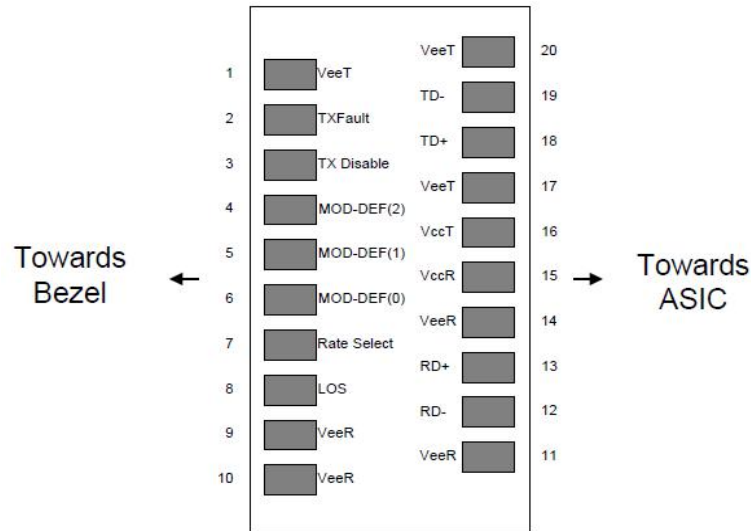 VeeT 20
1 VeeT
TD- 19
2 TXFault
TD+ 18
3 TX Disable
VeeT 17
4 MOD-DEF(2)
VccT 16
5 MOD-DEF(1)
Towards
Bezel
VccR 15
Towards
ASIC
6 MOD-DEF(0)
VeeR 14
7 Rate Select
RD+ 13
8 LOS
RD- 12
9 VeeR
VeeR 11
10 VeeR